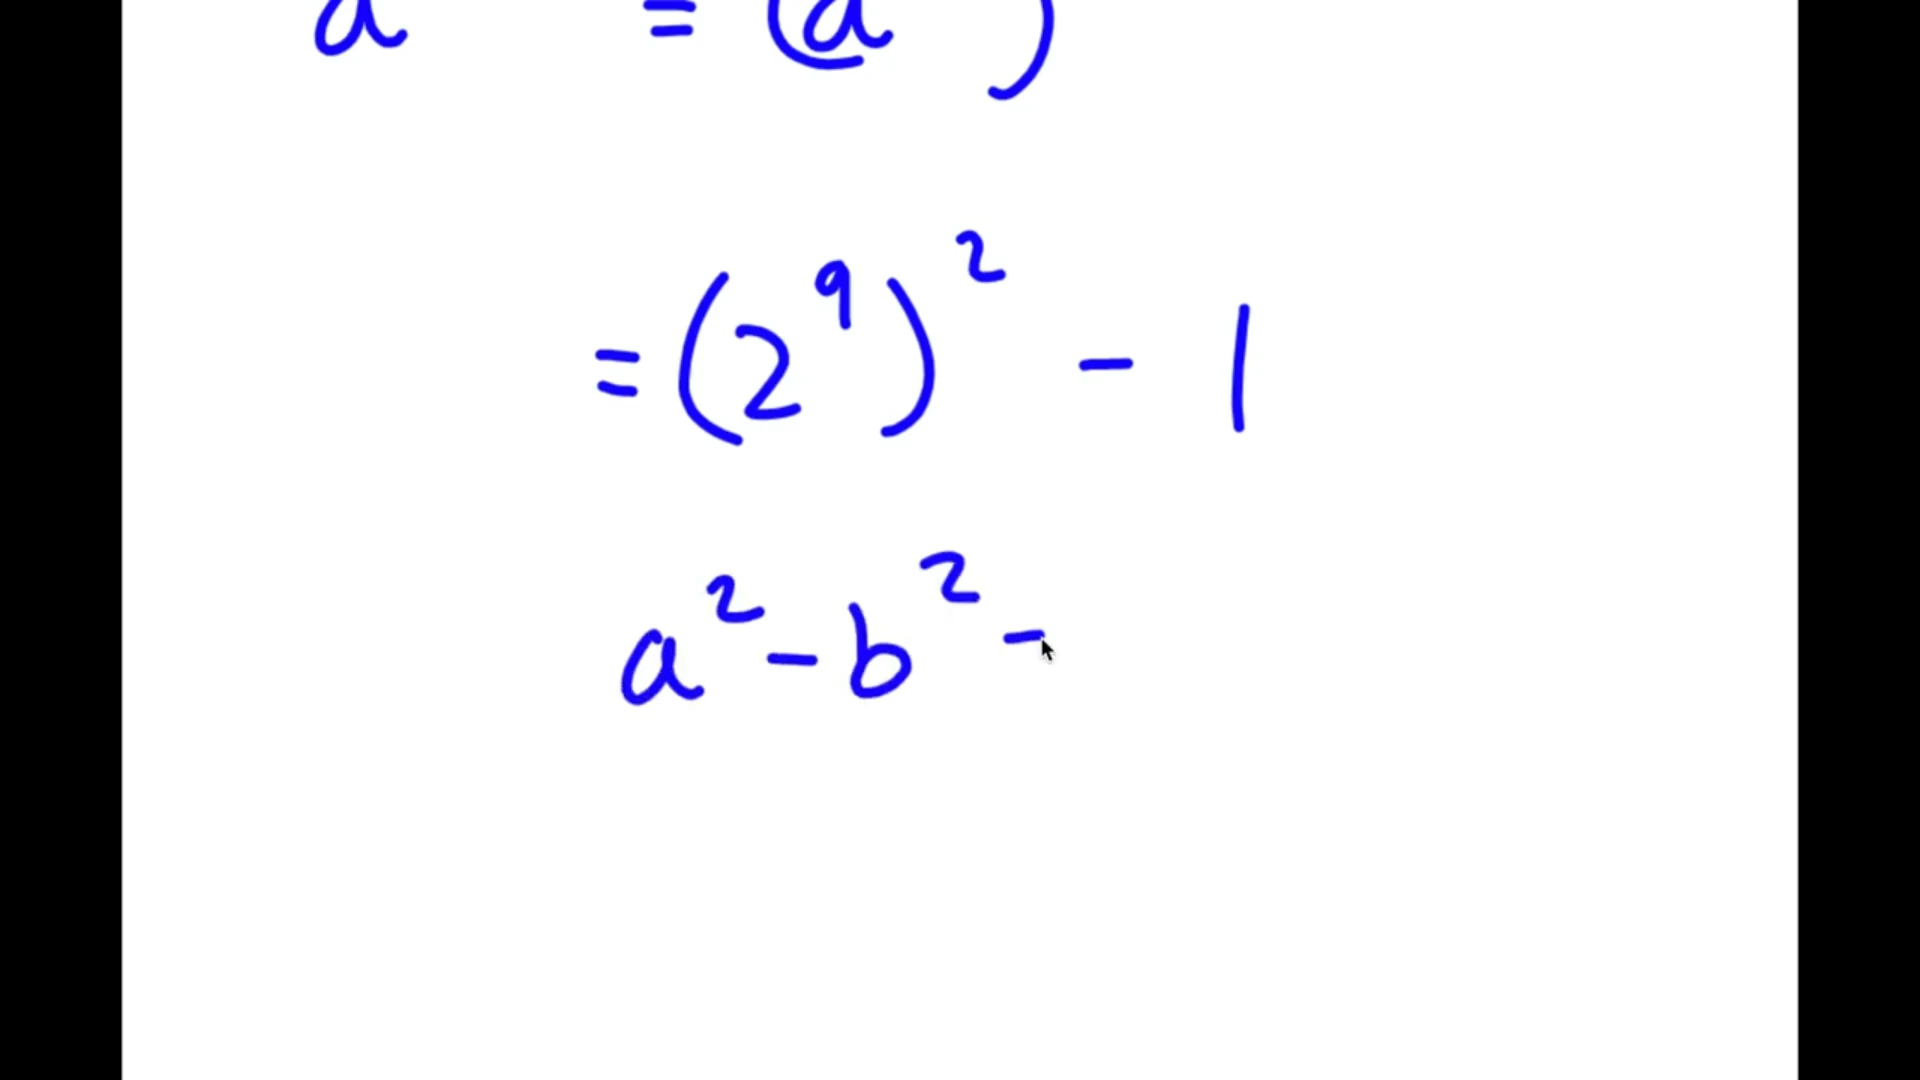 a = (a )
= (2⁹)² - 1
a² - b² -